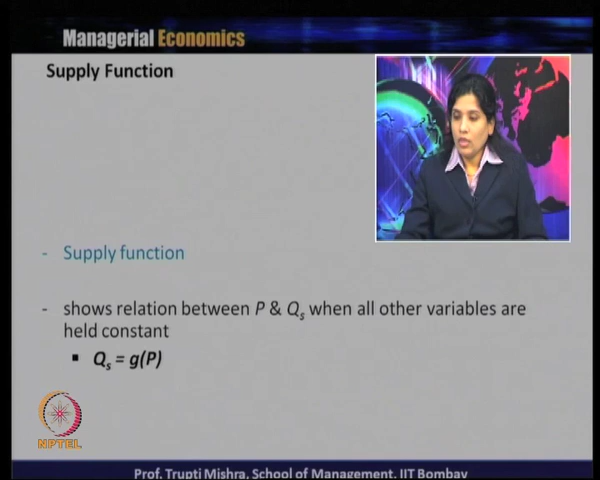 Managerial Economics
Supply Function
- Supply function
- shows relation between P & Qs when all other variables are
held constant
▪ Qs = g(P)
NPTEL
Prof. Trupti Mishra, School of Management, IIT Bombay